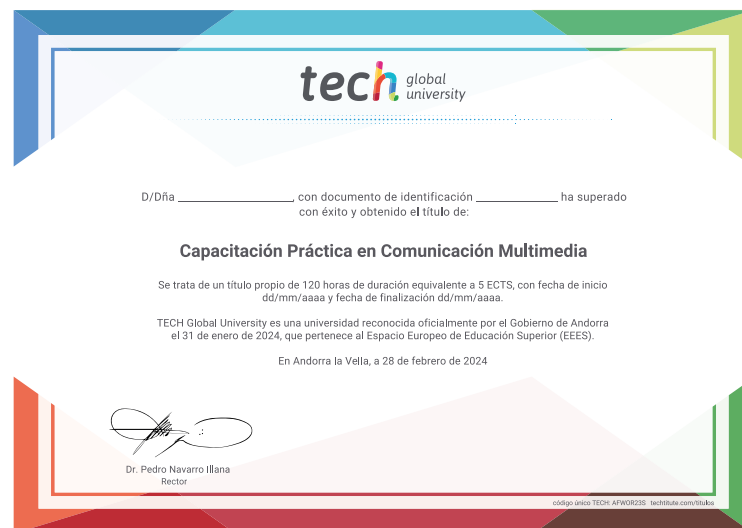 tech global
university
D/Dña ____________________, con documento de identificación ______________ ha superado
con éxito y obtenido el título de:
Capacitación Práctica en Comunicación Multimedia
Se trata de un título propio de 120 horas de duración equivalente a 5 ECTS, con fecha de inicio
dd/mm/aaaa y fecha de finalización dd/mm/aaaa.
TECH Global University es una universidad reconocida oficialmente por el Gobierno de Andorra
el 31 de enero de 2024, que pertenece al Espacio Europeo de Educación Superior (EEES).
En Andorra la Vella, a 28 de febrero de 2024
Dr. Pedro Navarro Illana
Rector
código único TECH: AFWOR23S techtitute.com/titulos